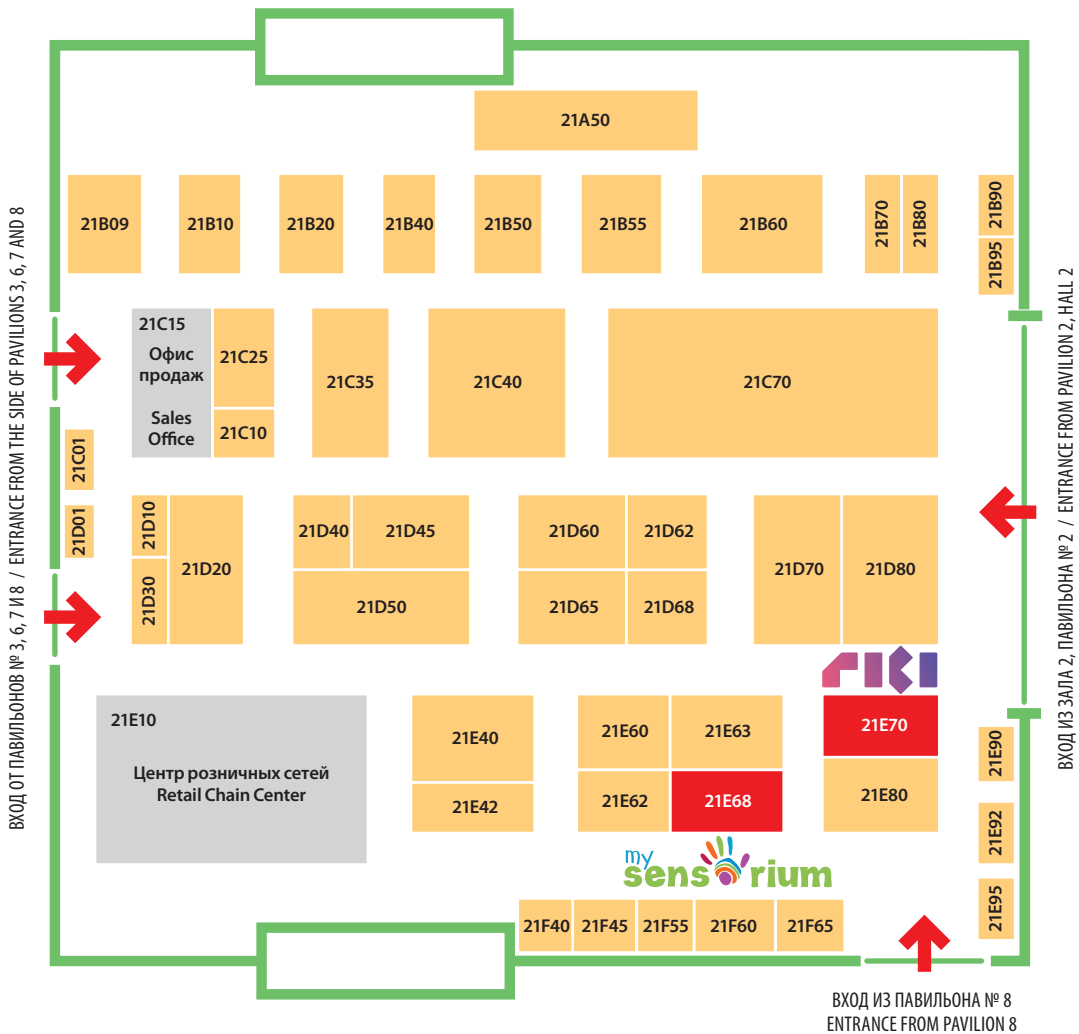 21A50
21B09
21B10
21B20
21B40
21B50
21B55
21B60
21B70
21B80
21B90
21B95
ВХОД ОТ ПАВИЛЬОНОВ № 3, 6, 7 И 8 / ENTRANCE FROM THE SIDE OF PAVILIONS 3, 6, 7 AND 8
ВХОД ИЗ ЗАЛА 2, ПАВИЛЬОНА № 2 / ENTRANCE FROM PAVILION 2, HALL 2
21C15
Офис
продаж
Sales
Office
21C25
21C10
21C35
21C40
21C70
21C01
21D01
21D10
21D30
21D20
21D40
21D45
21D50
21D60
21D62
21D65
21D68
21D70
21D80
РІКІ
21E10
Центр розничных сетей
Retail Chain Center
21E40
21E42
21E60
21E63
21E62
21E68
21E70
21E80
21E90
21E92
21E95
my
sensorium
21F40
21F45
21F55
21F60
21F65
ВХОД ИЗ ПАВИЛЬОНА № 8
ENTRANCE FROM PAVILION 8